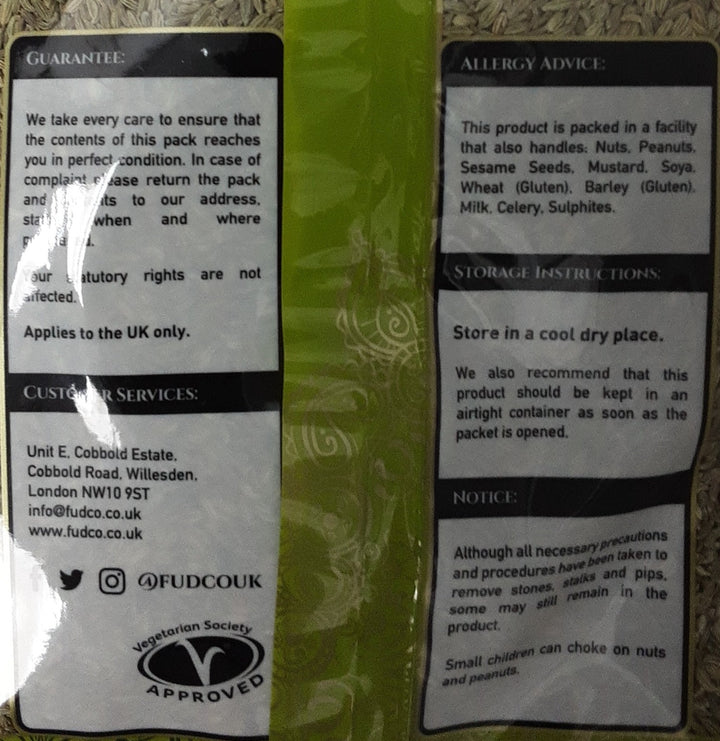 GUARANTEE:
We take every care to ensure that
the contents of this pack reaches
you in perfect condition. In case of
complaint please return the pack
and to our address,
when and where

Your statutory rights are not
affected.
Applies to the UK only.
CUSTOMER SERVICES:
Unit E, Cobbold Estate,
Cobbold Road, Willesden,
London NW10 9ST
info@fudco.co.uk
www.fudco.co.uk
@FUDCOUK
Vegetarian Society
V
APPROVED
ALLERGY ADVICE:
This product is packed in a facility
that also handles: Nuts, Peanuts,
Sesame Seeds, Mustard, Soya,
Wheat (Gluten), Barley (Gluten),
Milk, Celery, Sulphites.
STORAGE INSTRUCTIONS:
Store in a cool dry place.
We also recommend that this
product should be kept in an
airtight container as soon as the
packet is opened.
NOTICE:
Although all necessary precautions
and procedures have been taken to
remove stones, stalks and pips,
some may still remain in the
product.
Small children can choke on nuts
and peanuts.